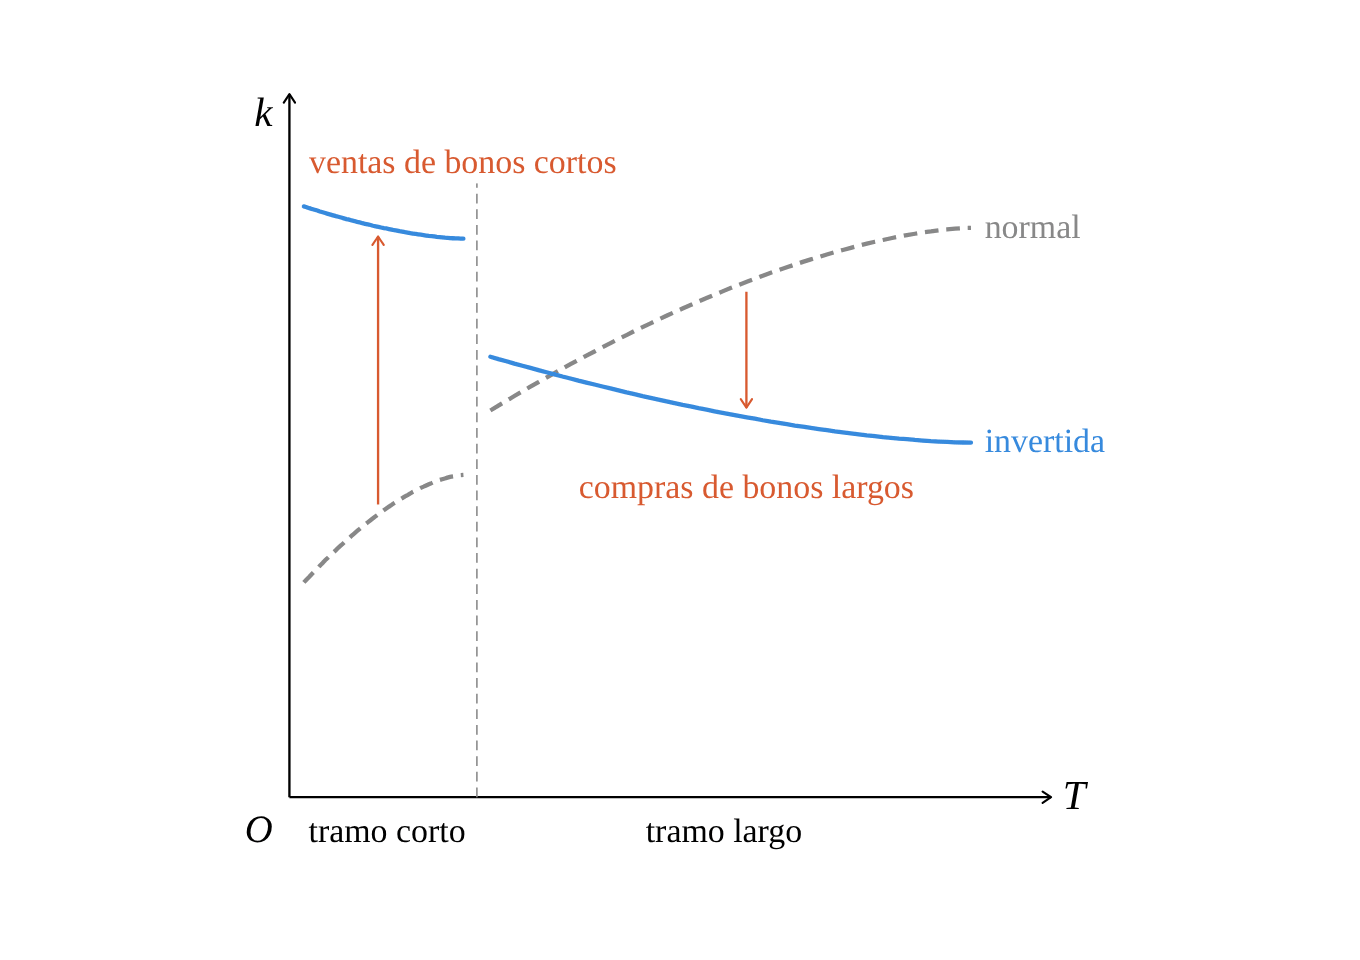 k
ventas de bonos cortos
normal
invertida
compras de bonos largos
T
O
tramo corto
tramo largo